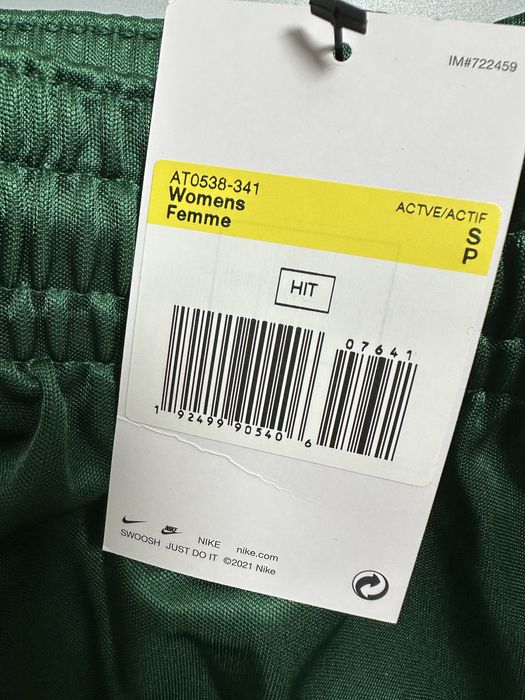 IM#722459
AT0538-341
Womens
Femme
ACTVE/ACTIF
S
P
HIT
07641
1 92499 90540 6
NIKE
NIKE nike.com
SWOOSH JUST DO IT ©2021 Nike